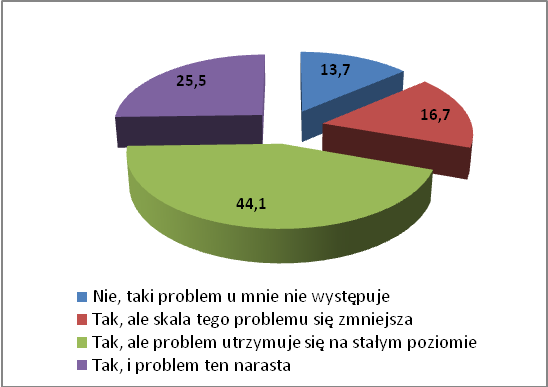 13,7
25,5
16,7
44,1
Nie, taki problem u mnie nie występuje
Tak, ale skala tego problemu się zmniejsza
Tak, ale problem utrzymuje się na stałym poziomie
Tak, i problem ten narasta